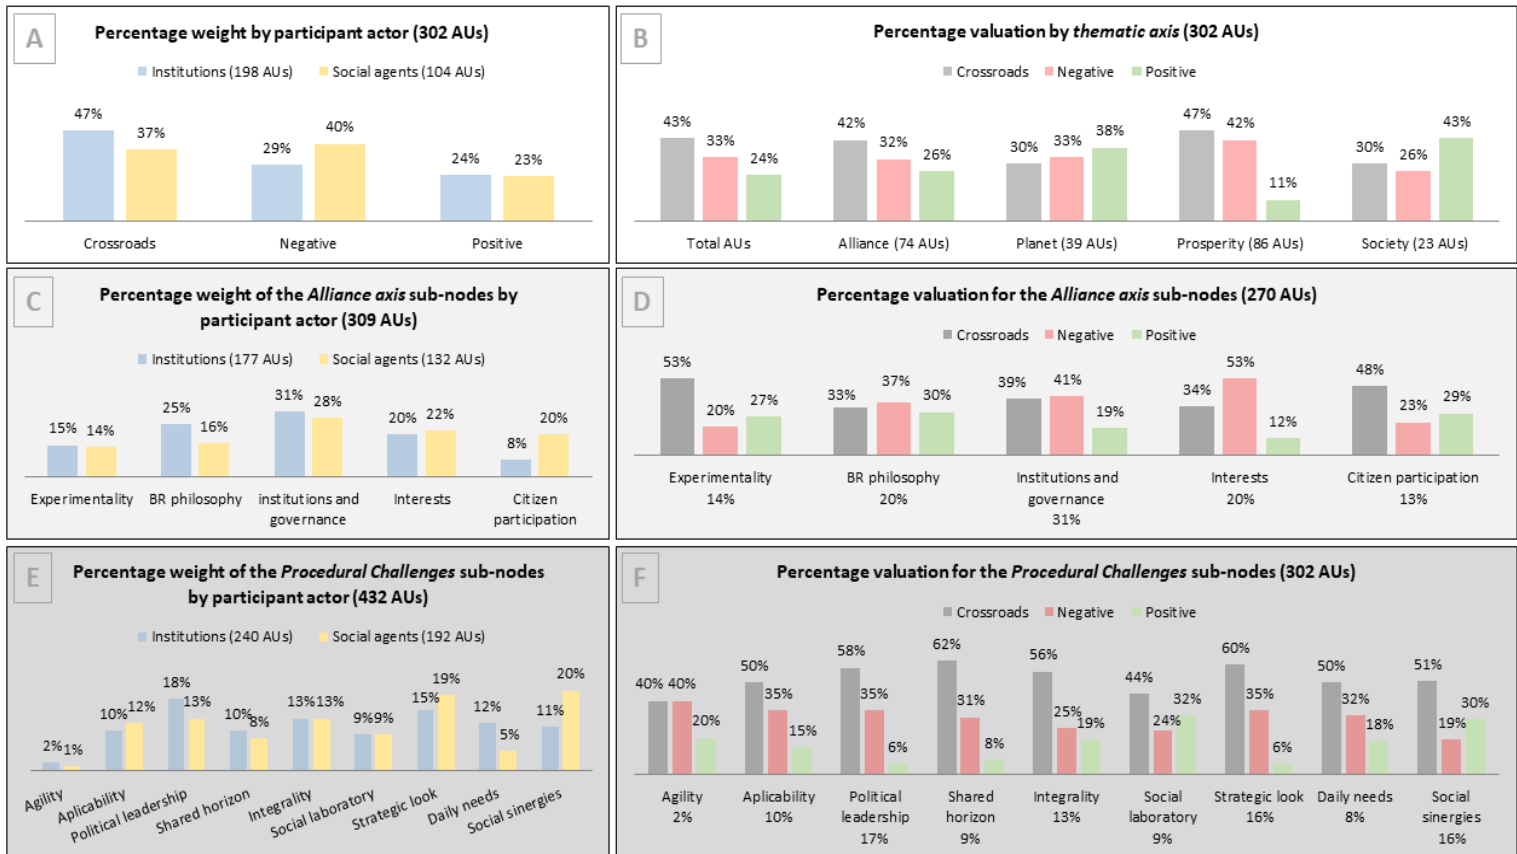 A
Percentage weight by participant actor (302 AUs)
Institutions (198 AUs) Social agents (104 AUs)
47% 37% 29% 40% 24% 23%
Crossroads Negative Positive
B
Percentage valuation by thematic axis (302 AUs)
Crossroads Negative Positive
43% 33% 24% 42% 32% 26% 30% 33% 38% 47% 42% 11% 30% 26% 43%
Total AUs Alliance (74 AUs) Planet (39 AUs) Prosperity (86 AUs) Society (23 AUs)
C
Percentage weight of the Alliance axis sub-nodes by
participant actor (309 AUs)
Institutions (177 AUs) Social agents (132 AUs)
15% 14% 25% 16% 31% 28% 20% 22% 8% 20%
Experimentality BR philosophy institutions and Interests Citizen
governance participation
D
Percentage valuation for the Alliance axis sub-nodes (270 AUs)
Crossroads Negative Positive
53% 20% 27% 33% 37% 30% 39% 41% 19% 34% 53% 12% 48% 23% 29%
Experimentality BR philosophy Institutions and Interests Citizen participation
14% 20% governance 20% 13%
31%
E
Percentage weight of the Procedural Challenges sub-nodes
by participant actor (432 AUs)
Institutions (240 AUs) Social agents (192 AUs)
2% 1% 10% 12% 18% 13% 10% 8% 13% 13% 9% 9% 15% 19% 12% 5% 11% 20%
Agility Aplicability Political leadership Shared horizon Integrality Social laboratory Strategic look Daily needs Social sinergies
F
Percentage valuation for the Procedural Challenges sub-nodes (302 AUs)
Crossroads Negative Positive
40% 40% 20% 50% 35% 15% 58% 35% 6% 62% 31% 8% 56% 25% 19% 44% 24% 32% 60% 35% 6% 50% 32% 18% 51% 19% 30%
Agility Aplicability Political Shared Integrality Social Strategic look Daily needs Social
2% 10% leadership horizon 13% laboratory 16% 8% sinergies
17% 9% 9% 16%